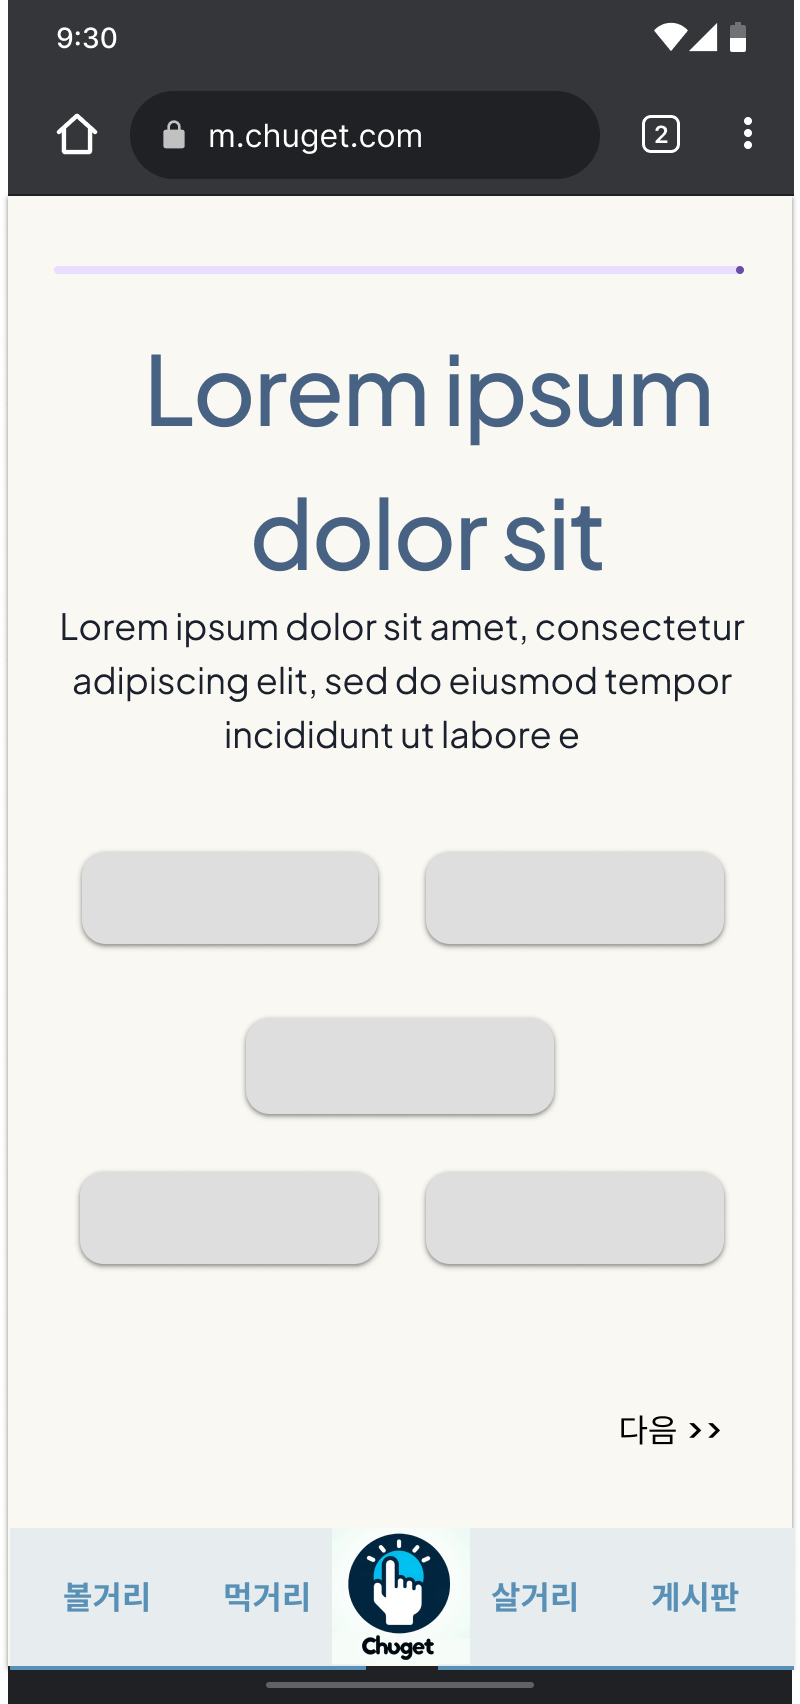 9:30
m.chuget.com
2
Lorem ipsum
dolor sit
Lorem ipsum dolor sit amet, consectetur
adipiscing elit, sed do eiusmod tempor
incididunt ut labore e
다음 >>
볼거리 먹거리 Chuget 살거리 게시판